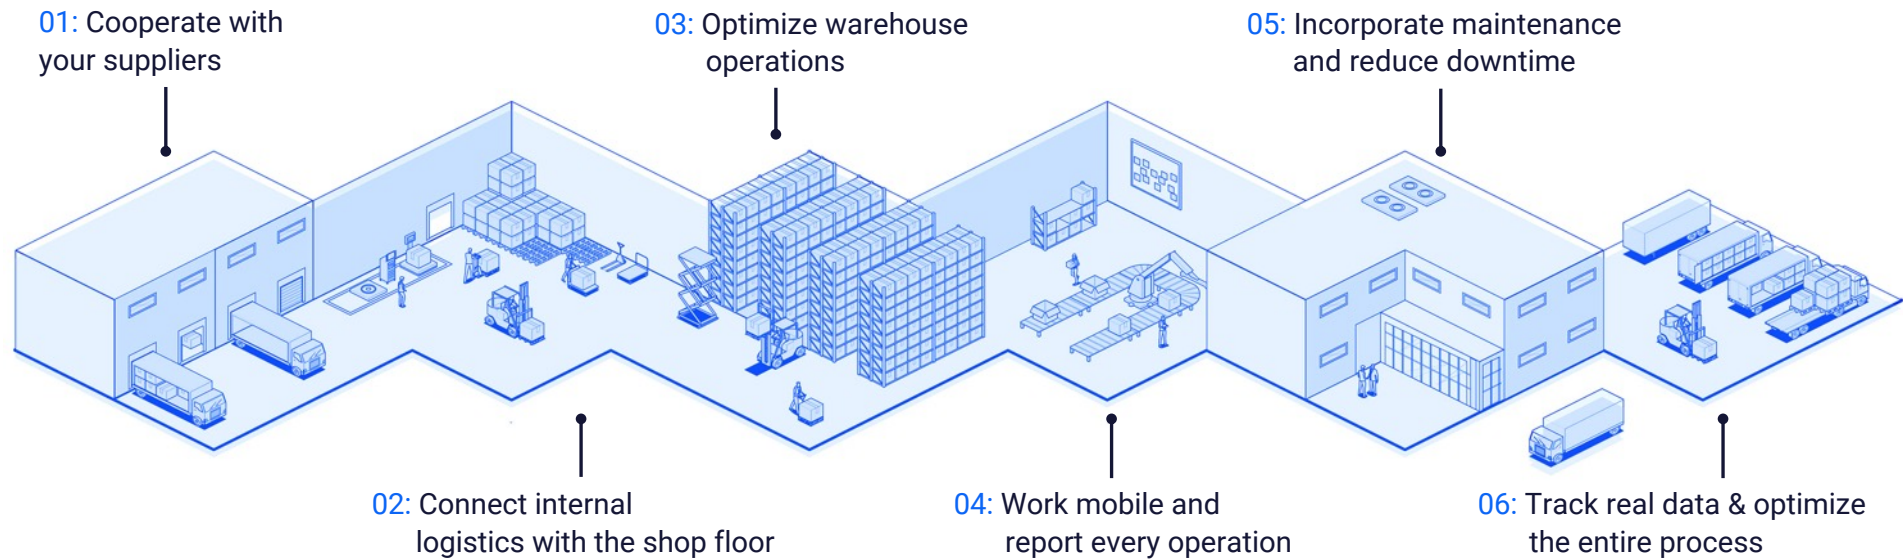 01: Cooperate with
your suppliers
03: Optimize warehouse
operations
05: Incorporate maintenance
and reduce downtime
02: Connect internal
logistics with the shop floor
04: Work mobile and
report every operation
06: Track real data & optimize
the entire process